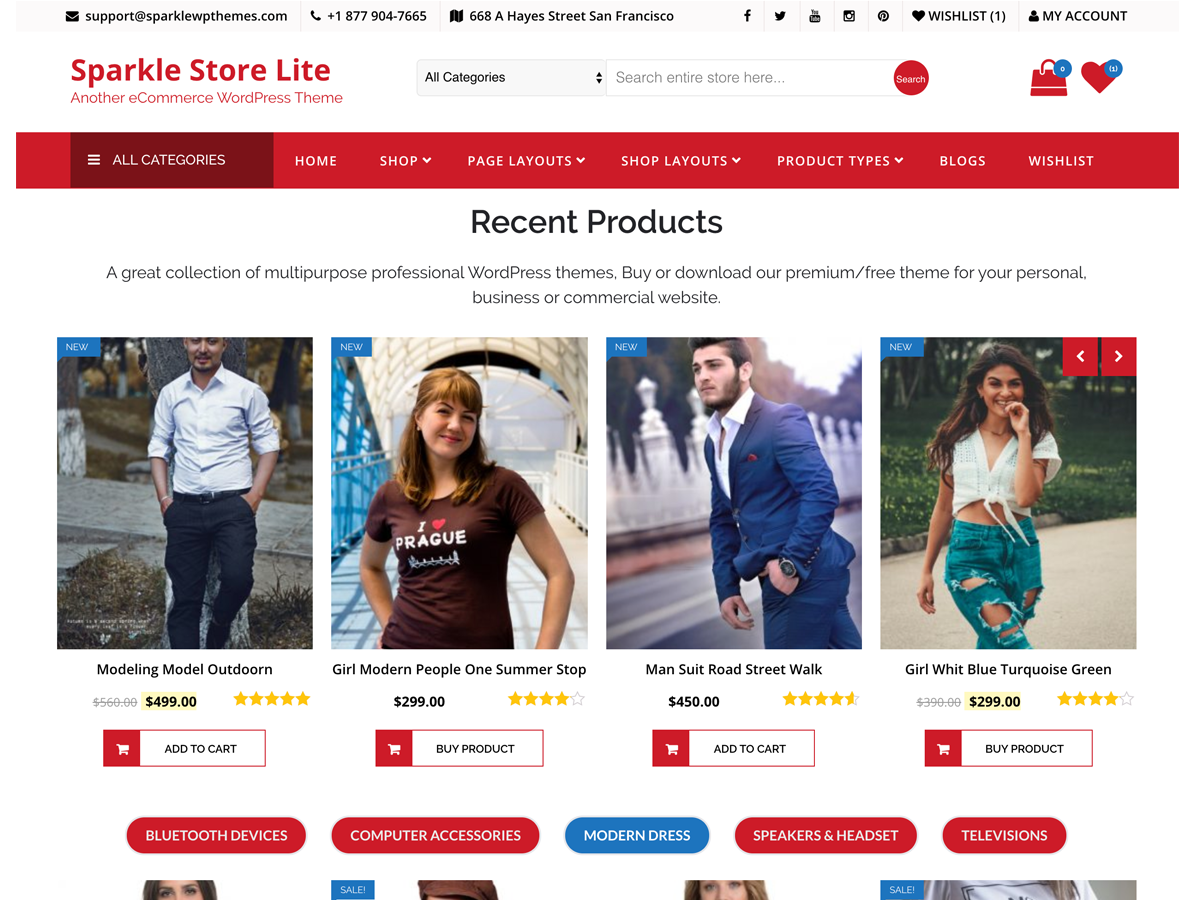 support@sparklewpthemes.com
+1 877 904-7665
668 A Hayes Street San Francisco
WISHLIST (1)
MY ACCOUNT
Sparkle Store Lite
Another eCommerce WordPress Theme
All Categories
Search entire store here...
Search
0
(1)
ALL CATEGORIES
HOME
SHOP
PAGE LAYOUTS
SHOP LAYOUTS
PRODUCT TYPES
BLOGS
WISHLIST
Recent Products
A great collection of multipurpose professional WordPress themes, Buy or download our premium/free theme for your personal,
business or commercial website.
NEW
NEW
NEW
NEW
I
PRAGUE
Modeling Model Outdoorn
Girl Modern People One Summer Stop
Man Suit Road Street Walk
Girl Whit Blue Turquoise Green
$560.00 $499.00
$299.00
$450.00
$390.00 $299.00
ADD TO CART
BUY PRODUCT
ADD TO CART
BUY PRODUCT
BLUETOOTH DEVICES
COMPUTER ACCESSORIES
MODERN DRESS
SPEAKERS & HEADSET
TELEVISIONS
SALE!
SALE!